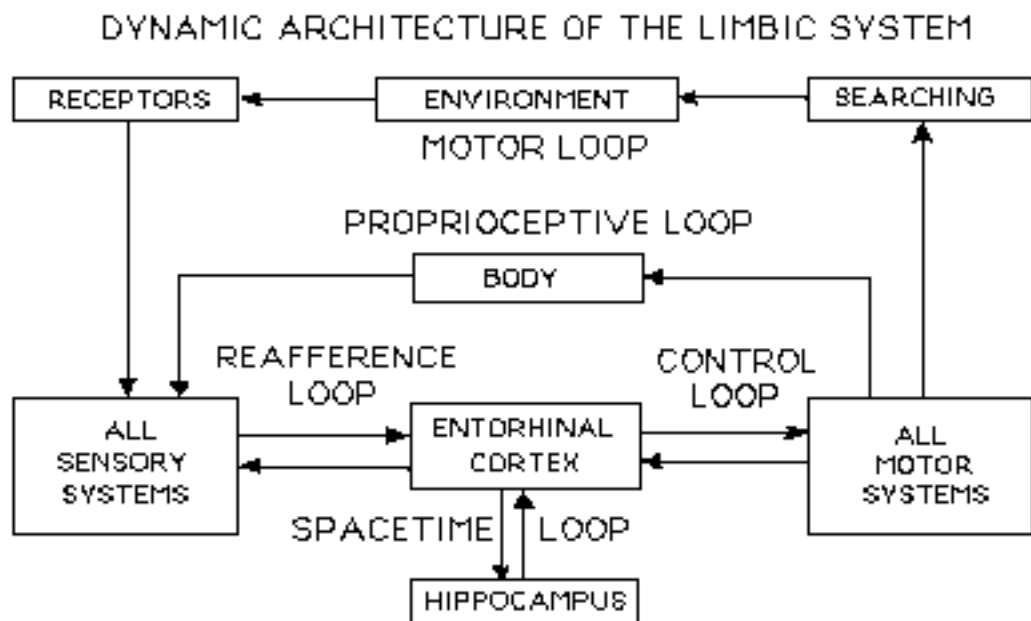 DYNAMIC ARCHITECTURE OF THE LIMBIC SYSTEM
RECEPTORS
ENVIRONMENT
SEARCHING
MOTOR LOOP
PROPRIOCEPTIVE LOOP
BODY
REAFFERENCE
LOOP
CONTROL
LOOP
ALL
SENSORY
SYSTEMS
ENTORHINAL
CORTEX
ALL
MOTOR
SYSTEMS
SPACETIME LOOP
HIPPOCAMPUS